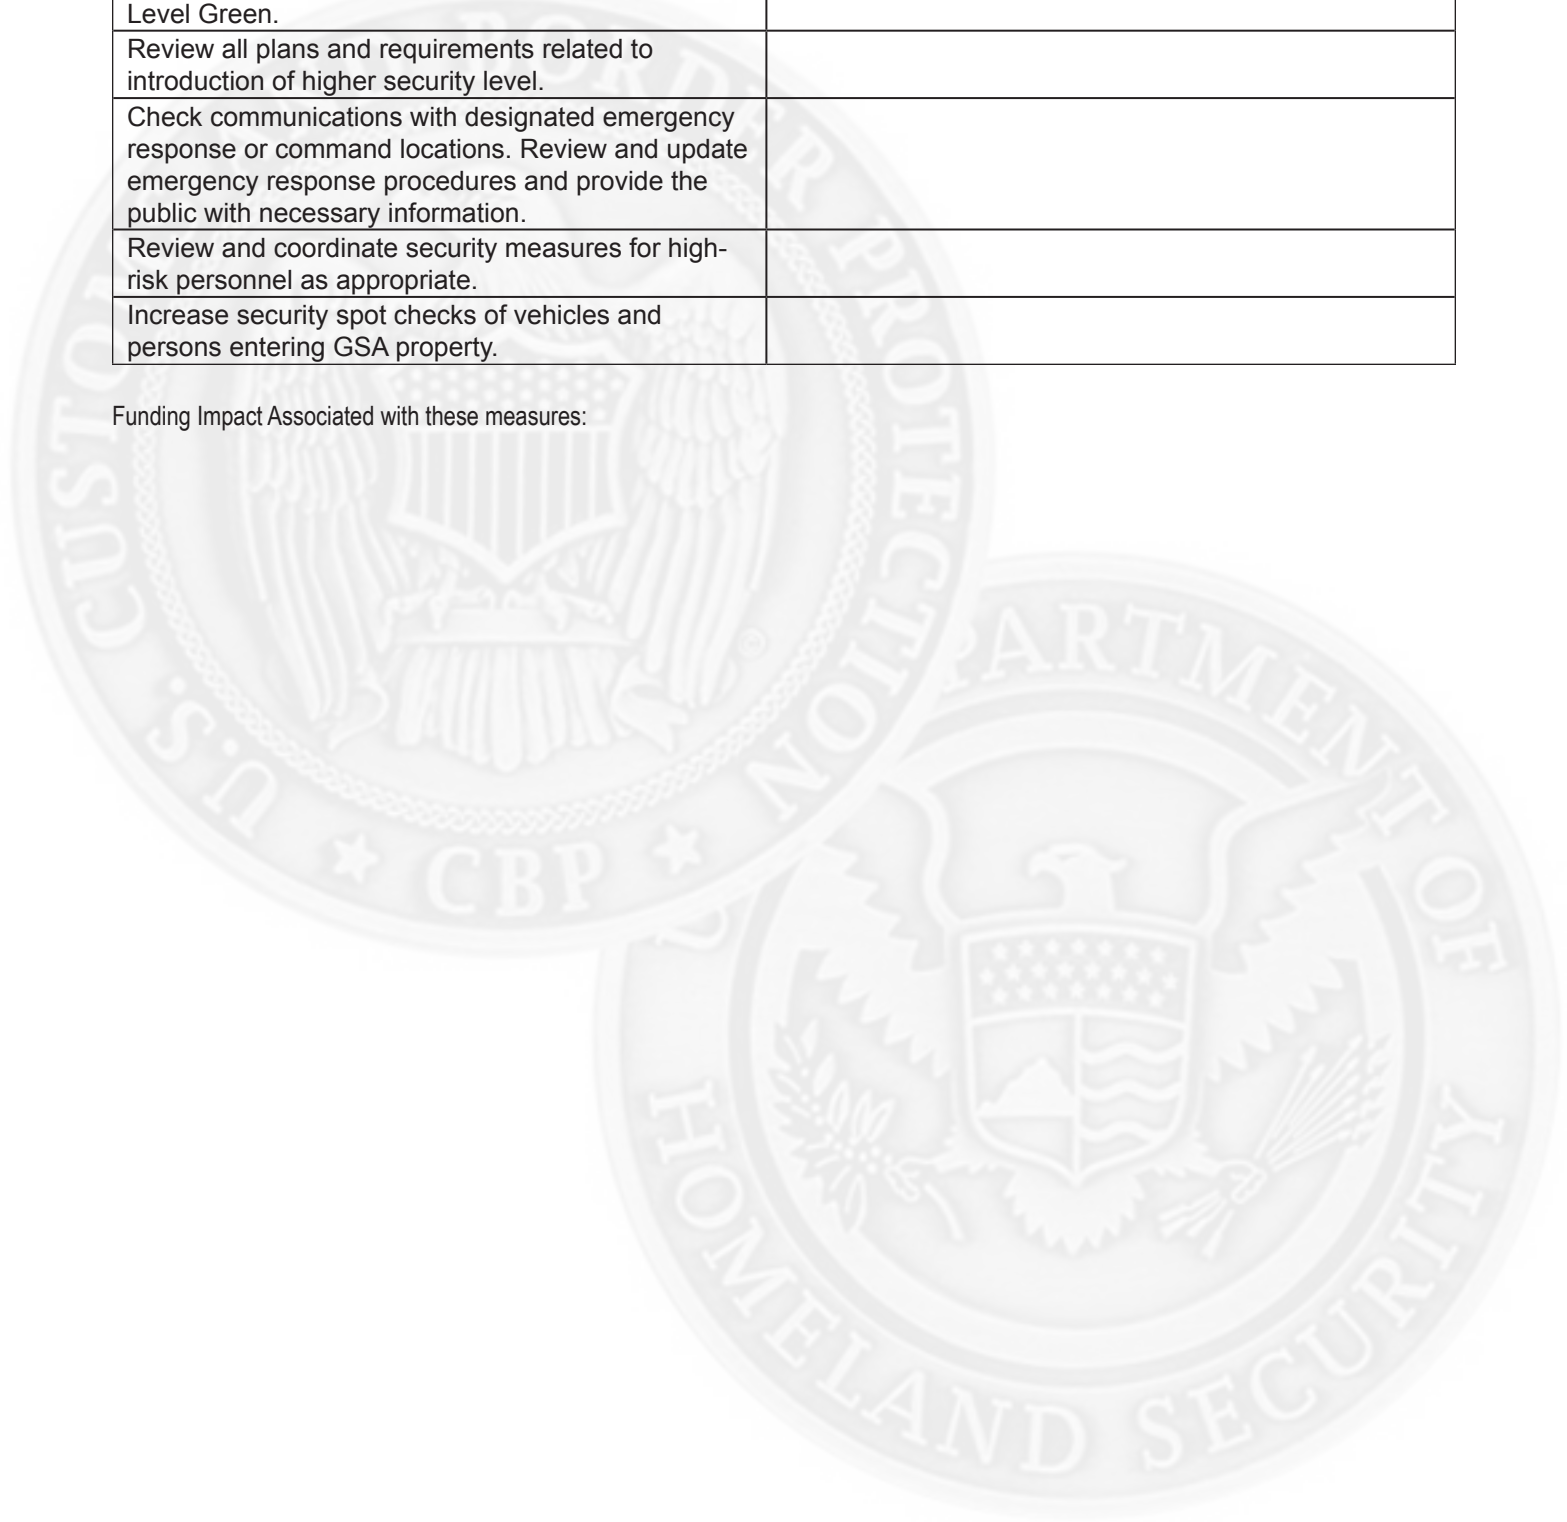 Level Green.
Review all plans and requirements related to
introduction of higher security level.
Check communications with designated emergency
response or command locations. Review and update
emergency response procedures and provide the
public with necessary information.
Review and coordinate security measures for high-
risk personnel as appropriate.
Increase security spot checks of vehicles and
persons entering GSA property.
Funding Impact Associated with these measures:
U.S. CUSTOMS AND BORDER PROTECTION
★ CBP ★
PARTMENT OF
HOMELAND SECURITY